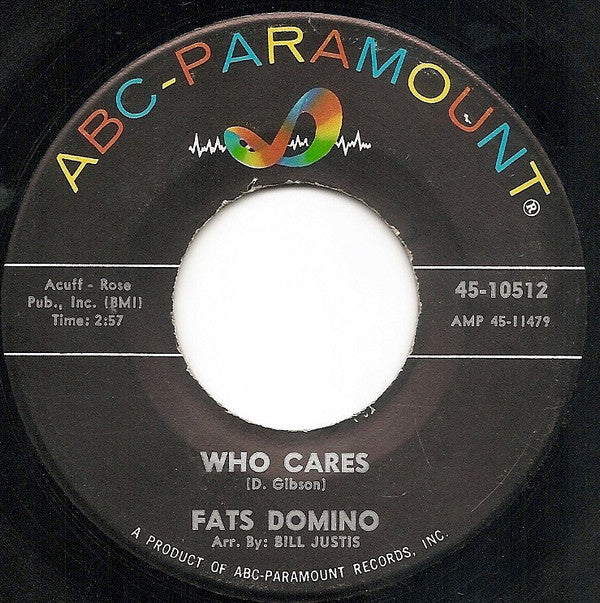 ABC-PARAMOUNT®
Acuff - Rose
Pub., Inc. (BMI)
Time: 2:57
45-10512
AMP 45-11479
WHO CARES
(D. Gibson)
FATS DOMINO
Arr. By: BILL JUSTIS
A PRODUCT OF ABC-PARAMOUNT RECORDS, INC.